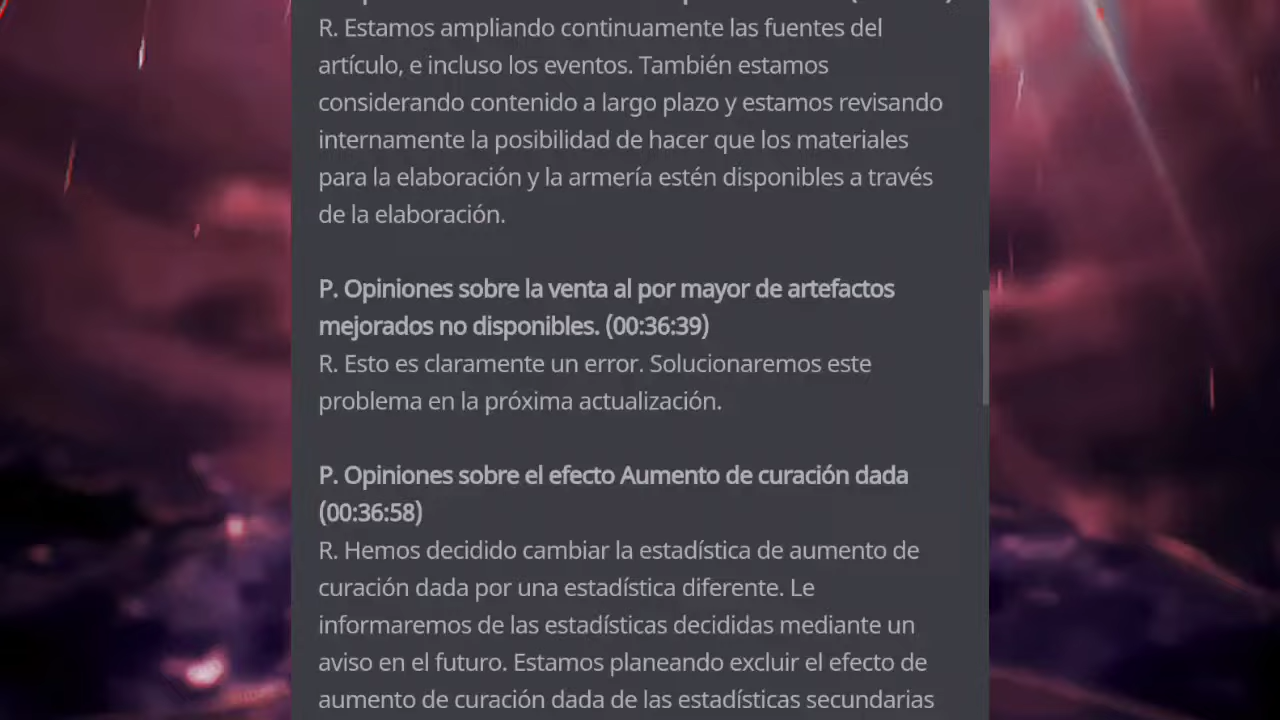 R. Estamos ampliando continuamente las fuentes del
artículo, e incluso los eventos. También estamos
considerando contenido a largo plazo y estamos revisando
internamente la posibilidad de hacer que los materiales
para la elaboración y la armería estén disponibles a través
de la elaboración.
P. Opiniones sobre la venta al por mayor de artefactos
mejorados no disponibles. (00:36:39)
R. Esto es claramente un error. Solucionaremos este
problema en la próxima actualización.
P. Opiniones sobre el efecto Aumento de curación dada
(00:36:58)
R. Hemos decidido cambiar la estadística de aumento de
curación dada por una estadística diferente. Le
informaremos de las estadísticas decididas mediante un
aviso en el futuro. Estamos planeando excluir el efecto de
aumento de curación dada de las estadísticas secundarias